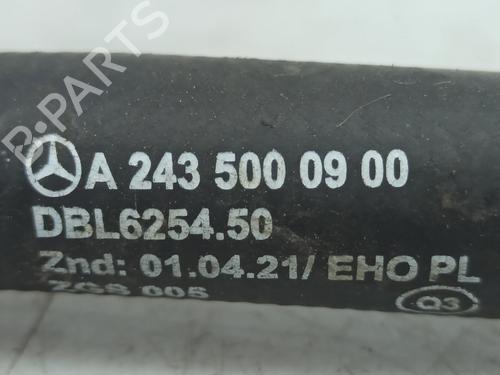 B-PARTS
A 243 500 09 00
DBL6254.50
Znd: 01.04.21/ EHO PL
ZGS 005
Q3